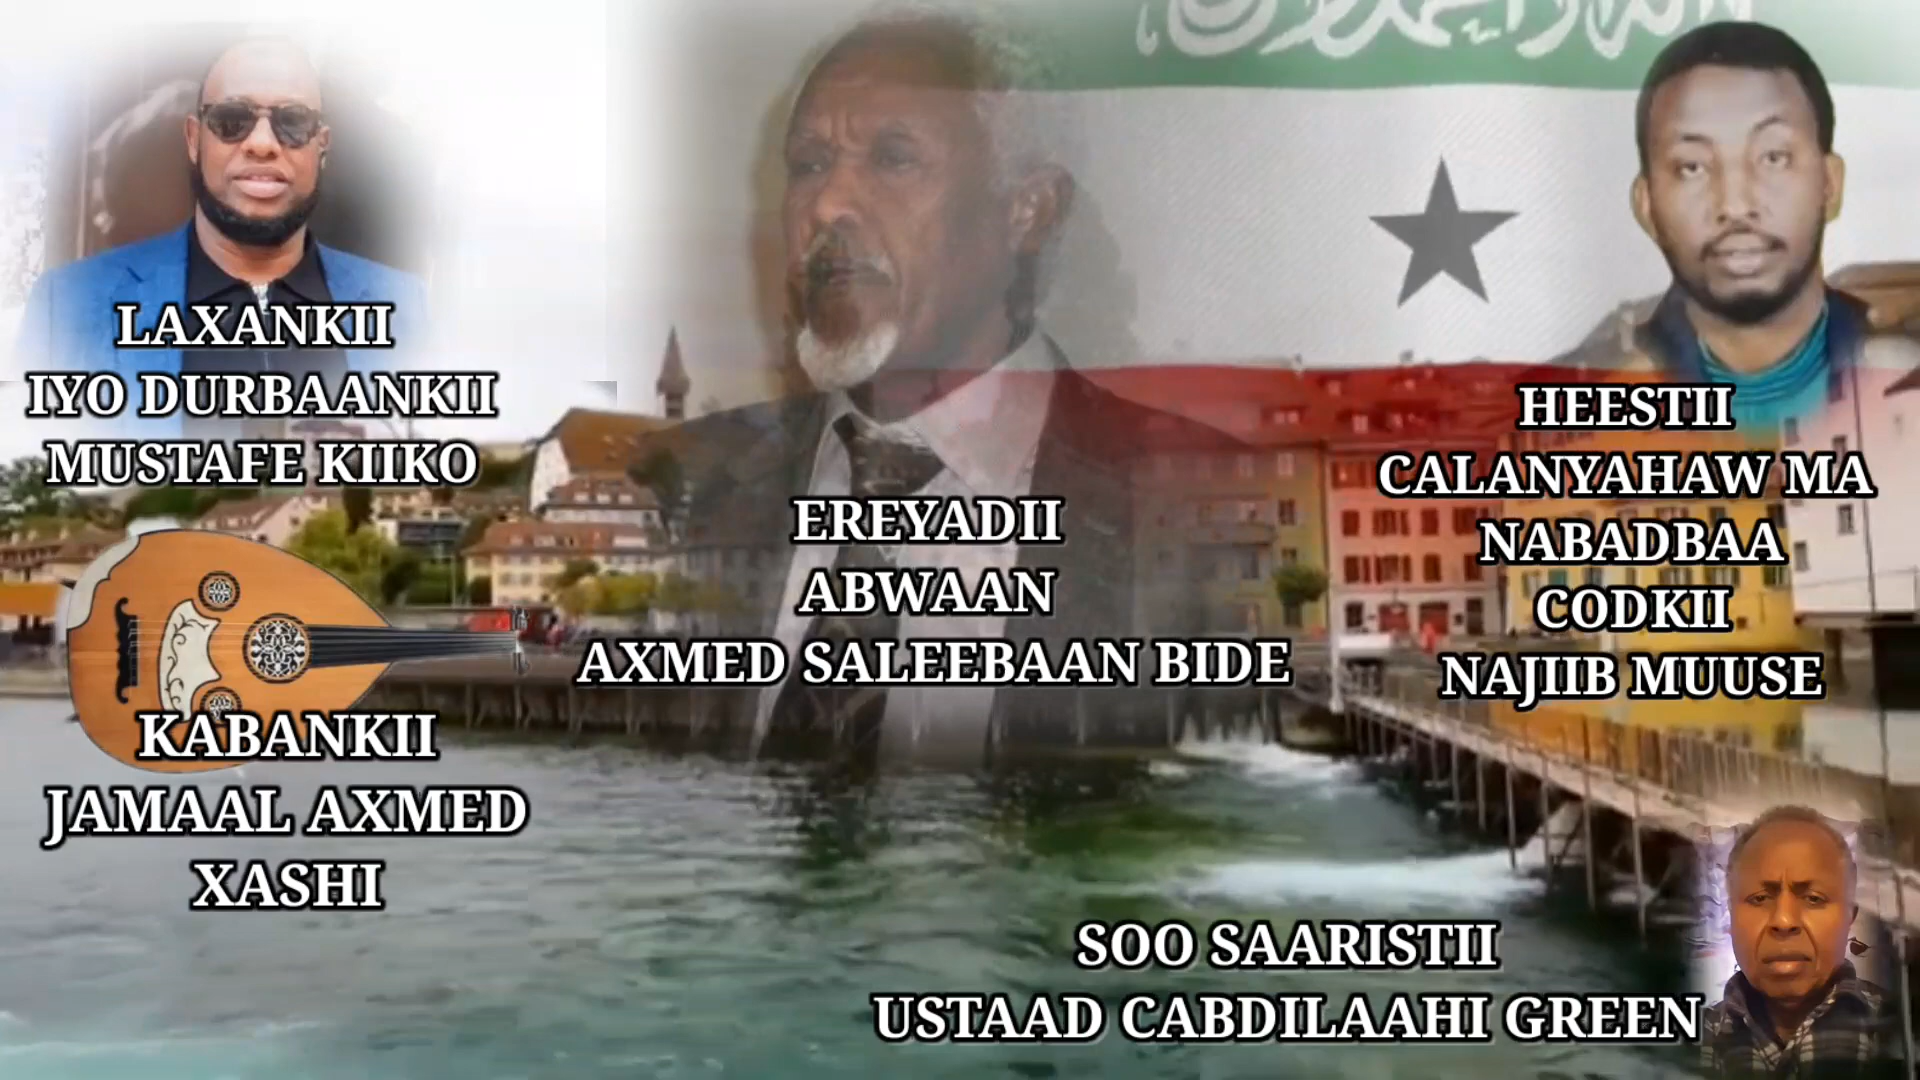 LAXANKII
IYO DURBAANKII
MUSTAFE KIIKO
KABANKII
JAMAAL AXMED
XASHI
EREYADII
ABWAAN
AXMED SALEEBAAN BIDE
HEESTII
CALANYAHAW MA
NABADBAA
CODKII
NAJIIB MUUSE
SOO SAARISTII
USTAAD CABDILAAHI GREEN